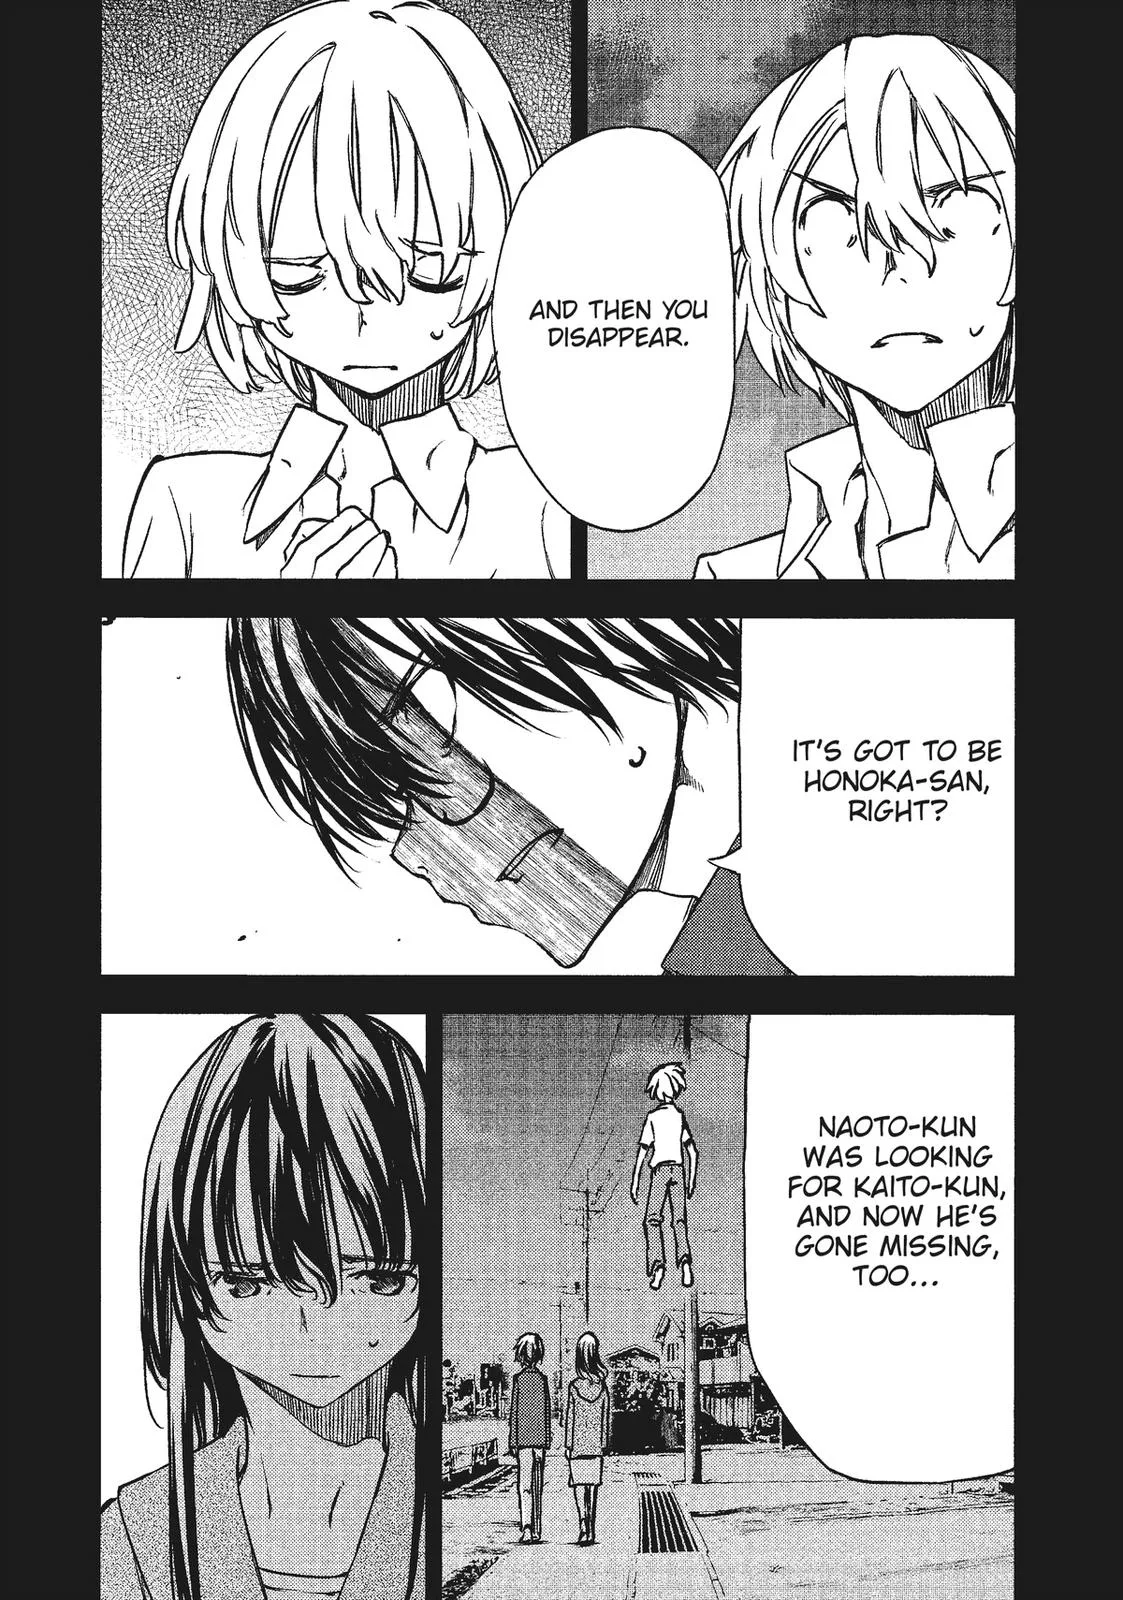 AND THEN YOU
DISAPPEAR.
IT'S GOT TO BE
HONOKA-SAN,
RIGHT?
NAOTO-KUN
WAS LOOKING
FOR KAITO-KUN,
AND NOW HE'S
GONE MISSING,
TOO...